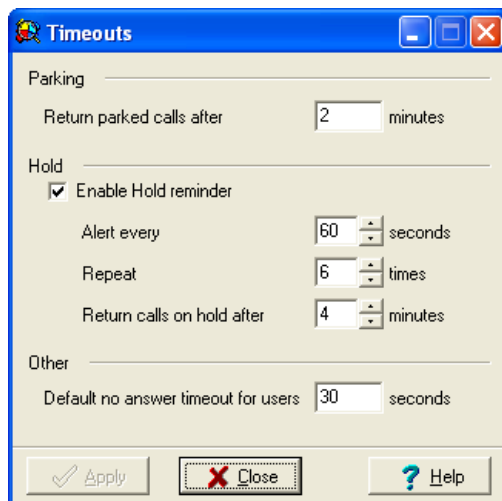 Timeouts
Parking
Return parked calls after 2 minutes
Hold
Enable Hold reminder
Alert every 60 seconds
Repeat 6 times
Return calls on hold after 4 minutes
Other
Default no answer timeout for users 30 seconds
Apply Close Help